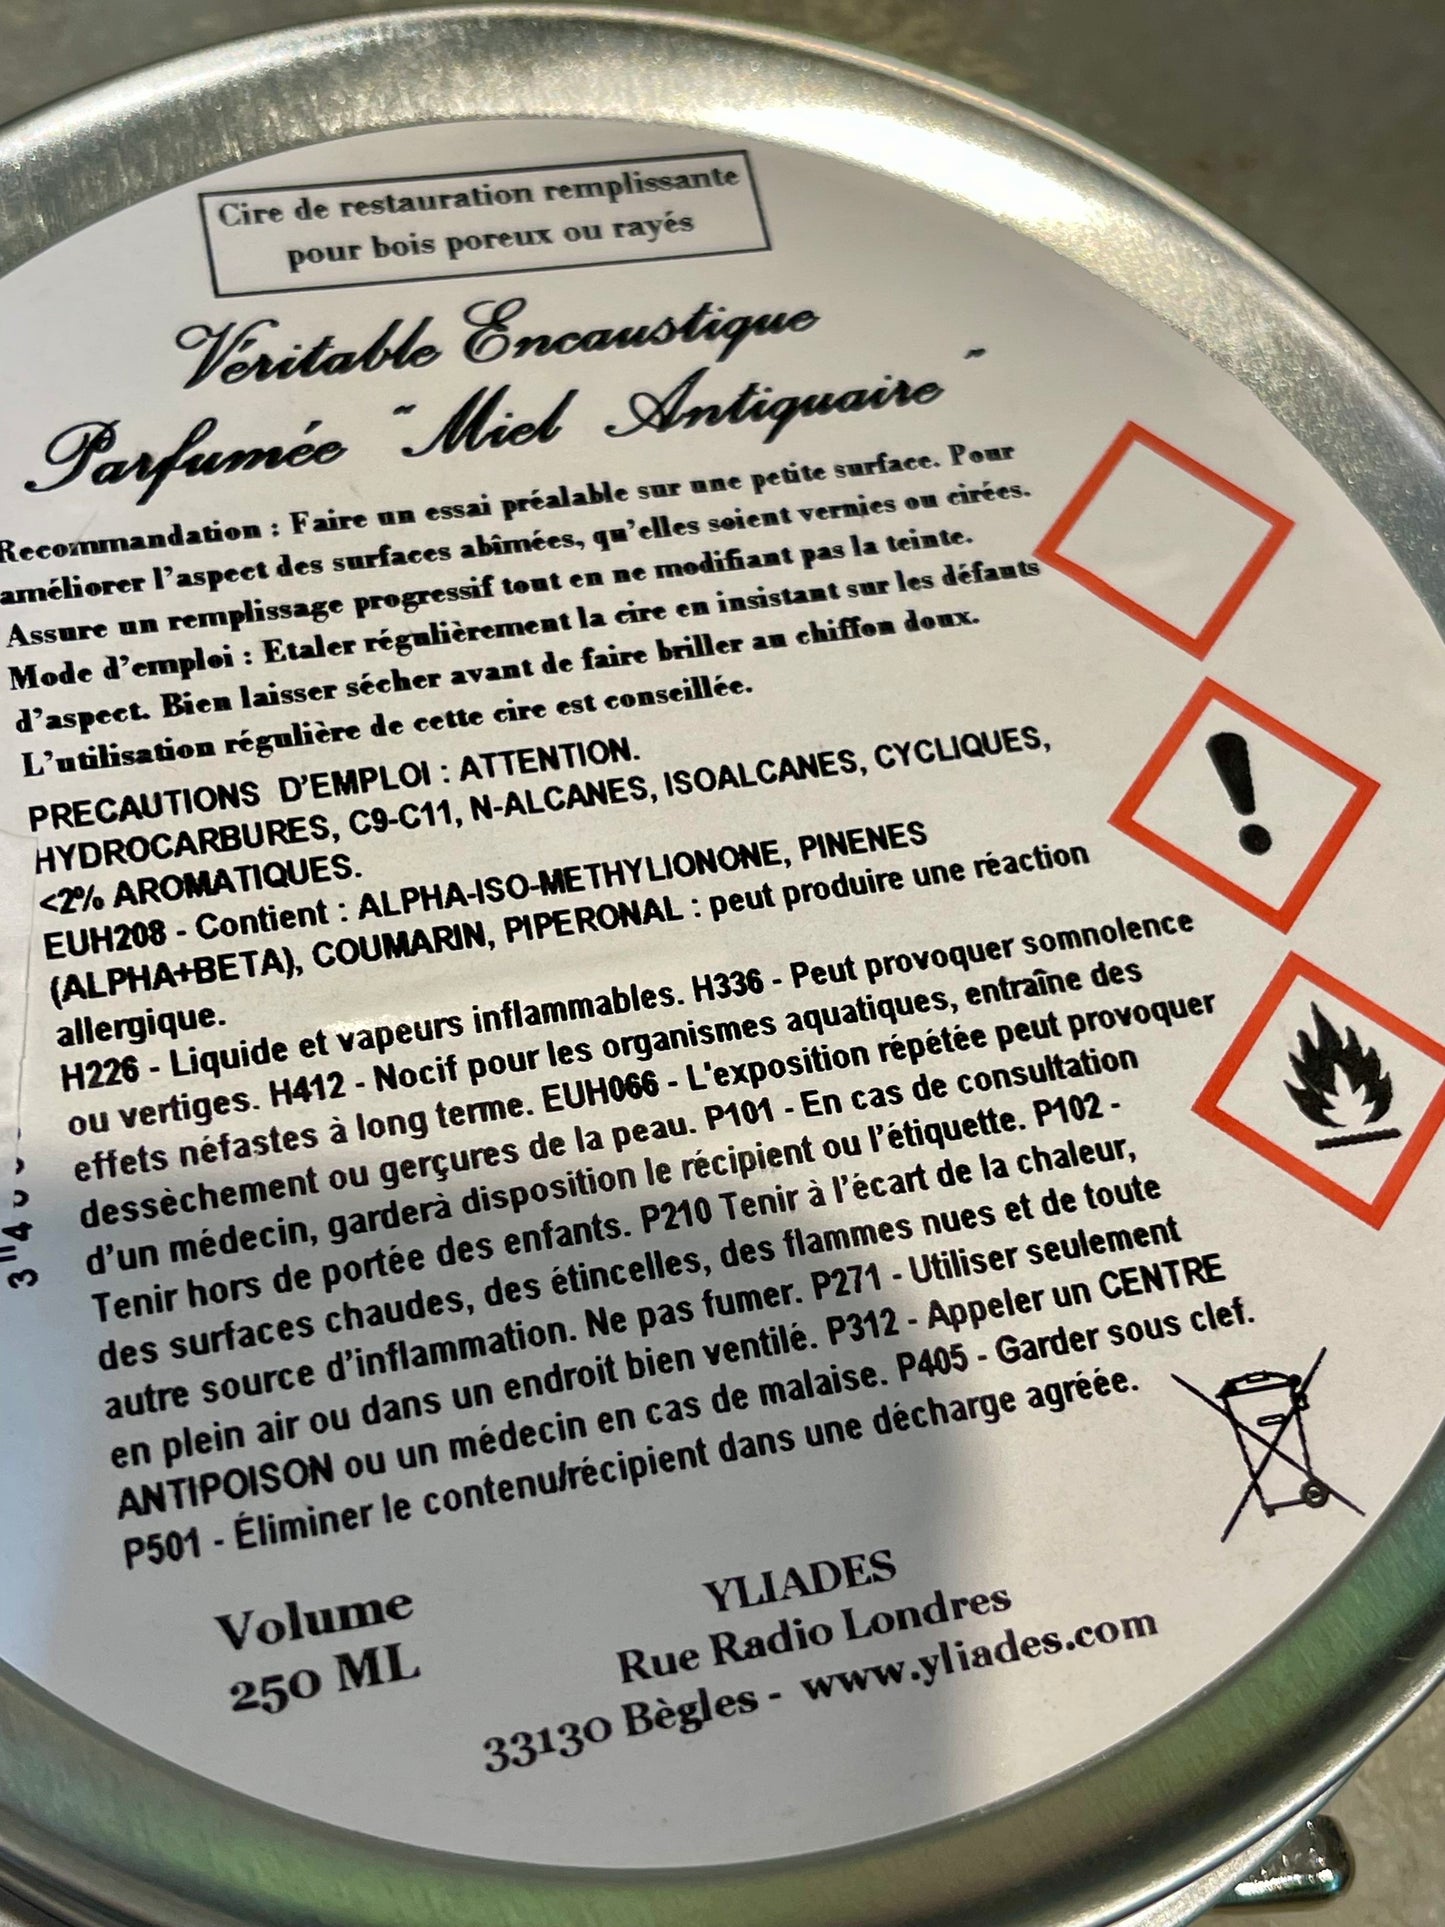 Cire de restauration remplissante
pour bois poreux ou rayés
Véritable Encaustique
Parfumée "Miel Antiquaire"
Recommandation : Faire un essai préalable sur une petite surface. Pour
améliorer l'aspect des surfaces abîmées, qu'elles soient vernies ou cirées.
Assure un remplissage progressif tout en ne modifiant pas la teinte.
Mode d'emploi : Etaler régulièrement la cire en insistant sur les défauts
d'aspect. Bien laisser sécher avant de faire briller au chiffon doux.
L'utilisation régulière de cette cire est conseillée.
PRECAUTIONS D'EMPLOI : ATTENTION.
HYDROCARBURES, C9-C11, N-ALCANES, ISOALCANES, CYCLIQUES,
<2% AROMATIQUES.
EUH208 - Contient : ALPHA-ISO-METHYLIONONE, PINENES
(ALPHA+BETA), COUMARIN, PIPERONAL : peut produire une réaction
allergique.
H226 - Liquide et vapeurs inflammables. H336 - Peut provoquer somnolence
ou vertiges. H412 - Nocif pour les organismes aquatiques, entraîne des
effets néfastes à long terme. EUH066 - L'exposition répétée peut provoquer
dessèchement ou gerçures de la peau. P101 - En cas de consultation
d'un médecin, garderà disposition le récipient ou l'étiquette. P102 -
Tenir hors de portée des enfants. P210 Tenir à l'écart de la chaleur,
des surfaces chaudes, des étincelles, des flammes nues et de toute
autre source d'inflammation. Ne pas fumer. P271 - Utiliser seulement
en plein air ou dans un endroit bien ventilé. P312 - Appeler un CENTRE
ANTIPOISON ou un médecin en cas de malaise. P405 - Garder sous clef.
P501 - Éliminer le contenu/récipient dans une décharge agréée.
Volume
250 ML
YLIADES
Rue Radio Londres
33130 Bègles - www.yliades.com